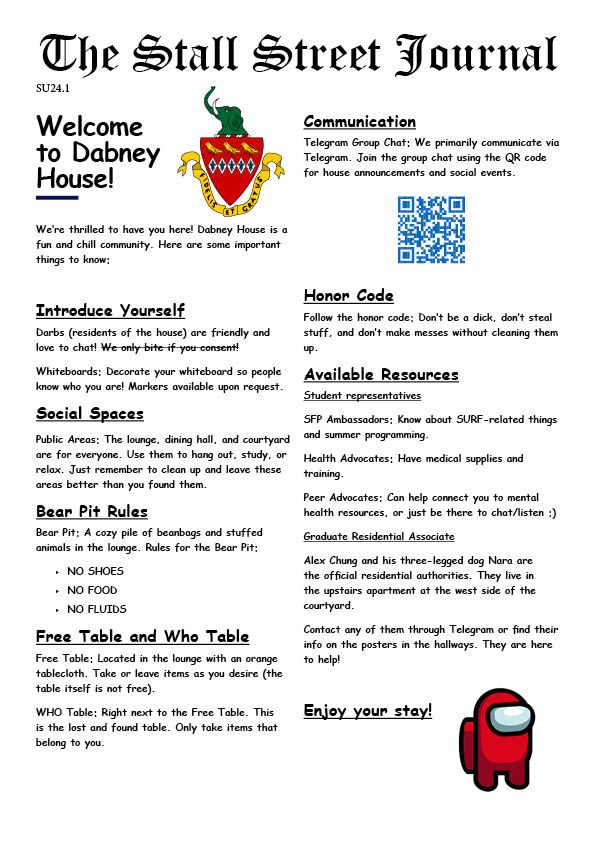 The Stall Street Journal
SU24.1
Welcome
to Dabney
House!
FIDELIS ET GRATUS
We're thrilled to have you here! Dabney House is a
fun and chill community. Here are some important
things to know:
Introduce Yourself
Darbs (residents of the house) are friendly and
love to chat! We only bite if you consent!
Whiteboards: Decorate your whiteboard so people
know who you are! Markers available upon request.
Social Spaces
Public Areas: The lounge, dining hall, and courtyard
are for everyone. Use them to hang out, study, or
relax. Just remember to clean up and leave these
areas better than you found them.
Bear Pit Rules
Bear Pit: A cozy pile of beanbags and stuffed
animals in the lounge. Rules for the Bear Pit:
‣ NO SHOES
‣ NO FOOD
‣ NO FLUIDS
Free Table and Who Table
Free Table: Located in the lounge with an orange
tablecloth. Take or leave items as you desire (the
table itself is not free).
WHO Table: Right next to the Free Table. This
is the lost and found table. Only take items that
belong to you.
Communication
Telegram Group Chat: We primarily communicate via
Telegram. Join the group chat using the QR code
for house announcements and social events.
Honor Code
Follow the honor code: Don't be a dick, don't steal
stuff, and don't make messes without cleaning them
up.
Available Resources
Student representatives
SFP Ambassadors: Know about SURF-related things
and summer programming.
Health Advocates: Have medical supplies and
training.
Peer Advocates: Can help connect you to mental
health resources, or just be there to chat/listen :)
Graduate Residential Associate
Alex Chung and his three-legged dog Nara are
the official residential authorities. They live in
the upstairs apartment at the west side of the
courtyard.
Contact any of them through Telegram or find their
info on the posters in the hallways. They are here
to help!
Enjoy your stay!